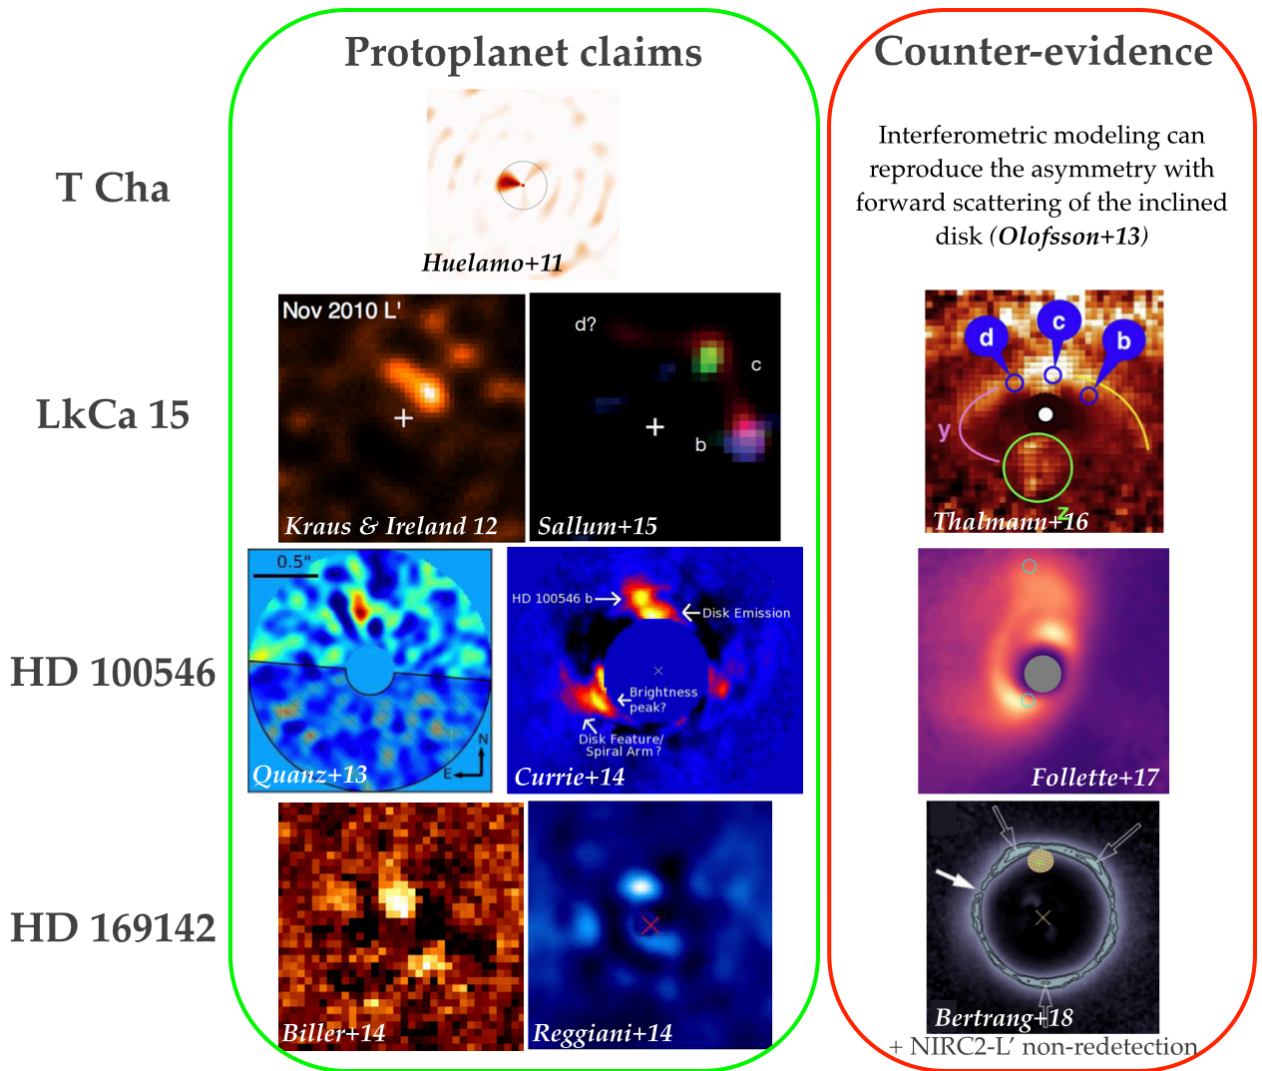 Protoplanet claims
Counter-evidence
T Cha
Huelamo+11
Interferometric modeling can
reproduce the asymmetry with
forward scattering of the inclined
disk (Olofsson+13)
LkCa 15
Nov 2010 L'
Kraus & Ireland 12
d?
c
b
Sallum+15
d
c
b
y
z
Thalmann+16
HD 100546
0.5"
N
E
Quanz+13
HD 100546 b
Disk Emission
Brightness
peak?
Disk Feature/
Spiral Arm?
Currie+14
Follette+17
HD 169142
Biller+14
Reggiani+14
Bertrang+18
+ NIRC2-L' non-redetection